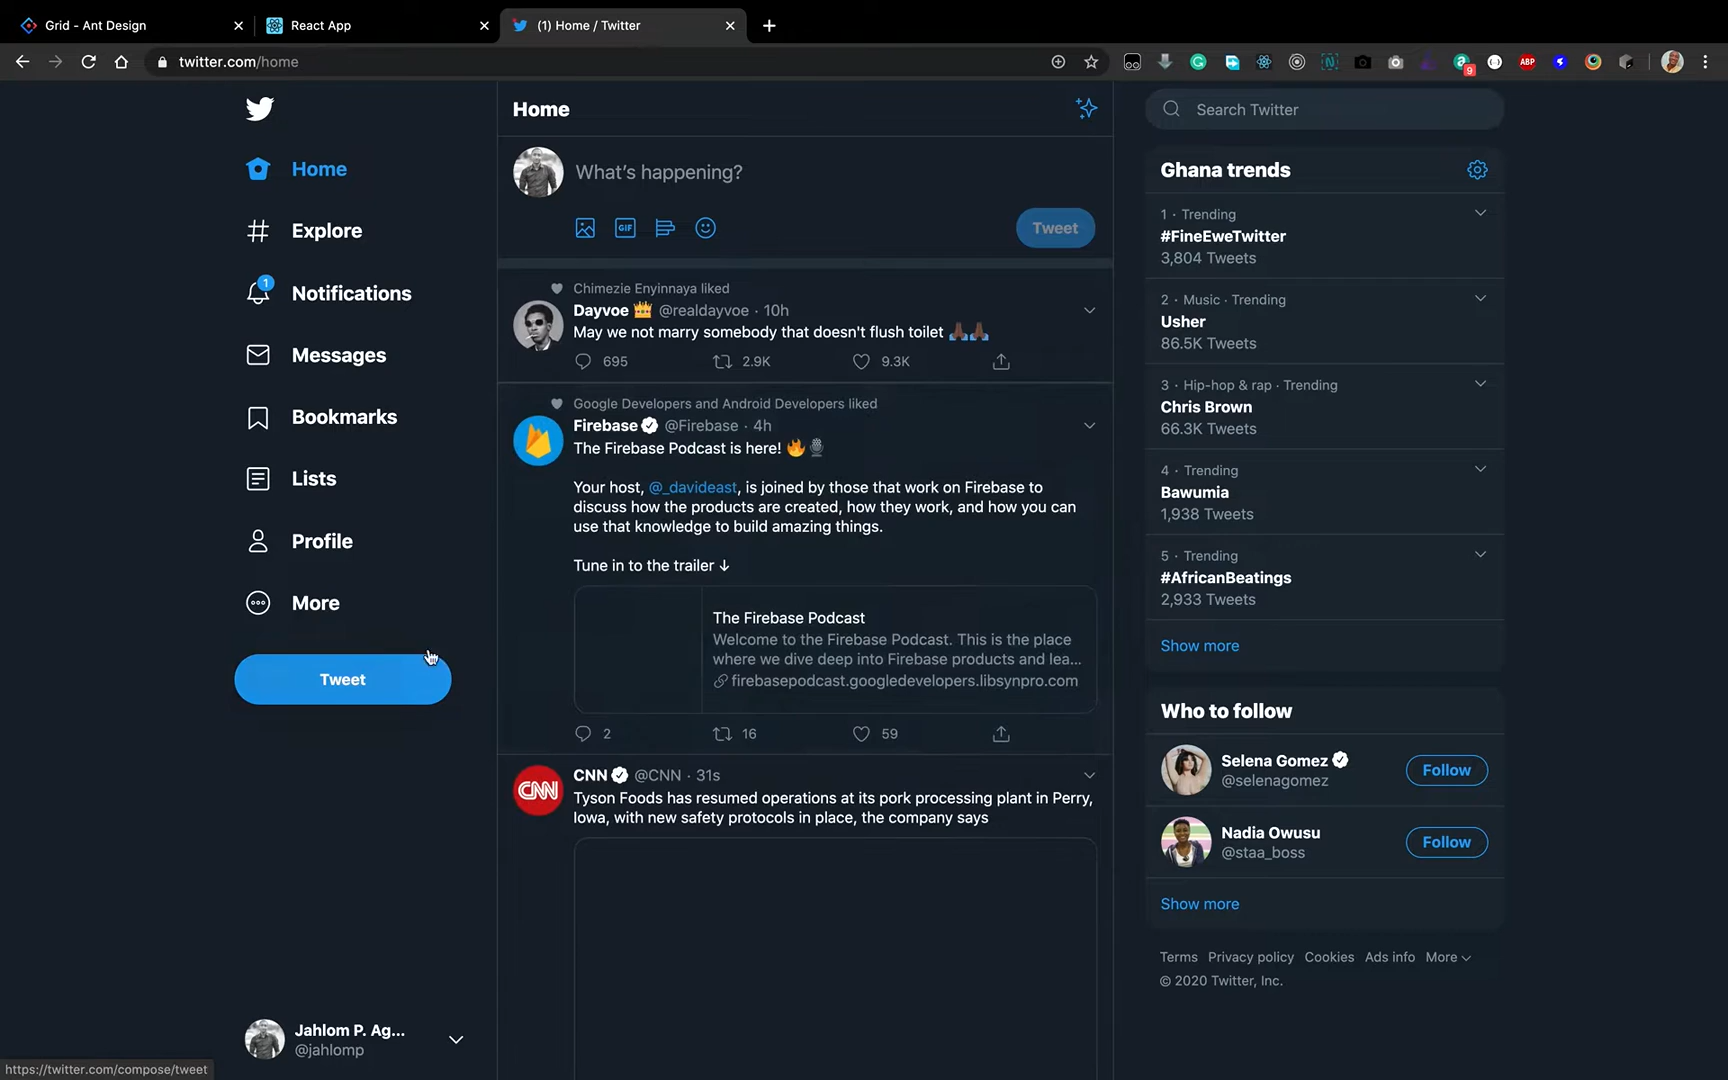 Grid - Ant Design
React App
(1) Home / Twitter
twitter.com/home
9
ABP
Home
Explore
1
Notifications
Messages
Bookmarks
Lists
Profile
More
Tweet
Jahlom P. Ag...
@jahlomp
https://twitter.com/compose/tweet
Home
What's happening?
GIF
Tweet
Chimezie Enyinnaya liked
Dayvoe 👑 @realdayvoe · 10h
May we not marry somebody that doesn't flush toilet 🙏🏿🙏🏿
695 2.9K 9.3K
Google Developers and Android Developers liked
Firebase @Firebase · 4h
The Firebase Podcast is here! 🔥🎙️
Your host, @_davideast, is joined by those that work on Firebase to
discuss how the products are created, how they work, and how you can
use that knowledge to build amazing things.
Tune in to the trailer ↓
The Firebase Podcast
Welcome to the Firebase Podcast. This is the place
where we dive deep into Firebase products and lea...
firebasepodcast.googledevelopers.libsynpro.com
2 16 59
CNN
CNN @CNN · 31s
Tyson Foods has resumed operations at its pork processing plant in Perry,
Iowa, with new safety protocols in place, the company says
Search Twitter
Ghana trends
1 · Trending
#FineEweTwitter
3,804 Tweets
2 · Music · Trending
Usher
86.5K Tweets
3 · Hip-hop & rap · Trending
Chris Brown
66.3K Tweets
4 · Trending
Bawumia
1,938 Tweets
5 · Trending
#AfricanBeatings
2,933 Tweets
Show more
Who to follow
Selena Gomez
@selenagomez
Follow
Nadia Owusu
@staa_boss
Follow
Show more
Terms Privacy policy Cookies Ads info More
© 2020 Twitter, Inc.